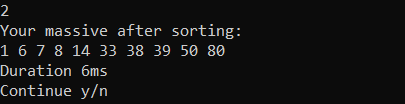 2
Your massive after sorting:
1 6 7 8 14 33 38 39 50 80
Duration 6ms
Continue y/n